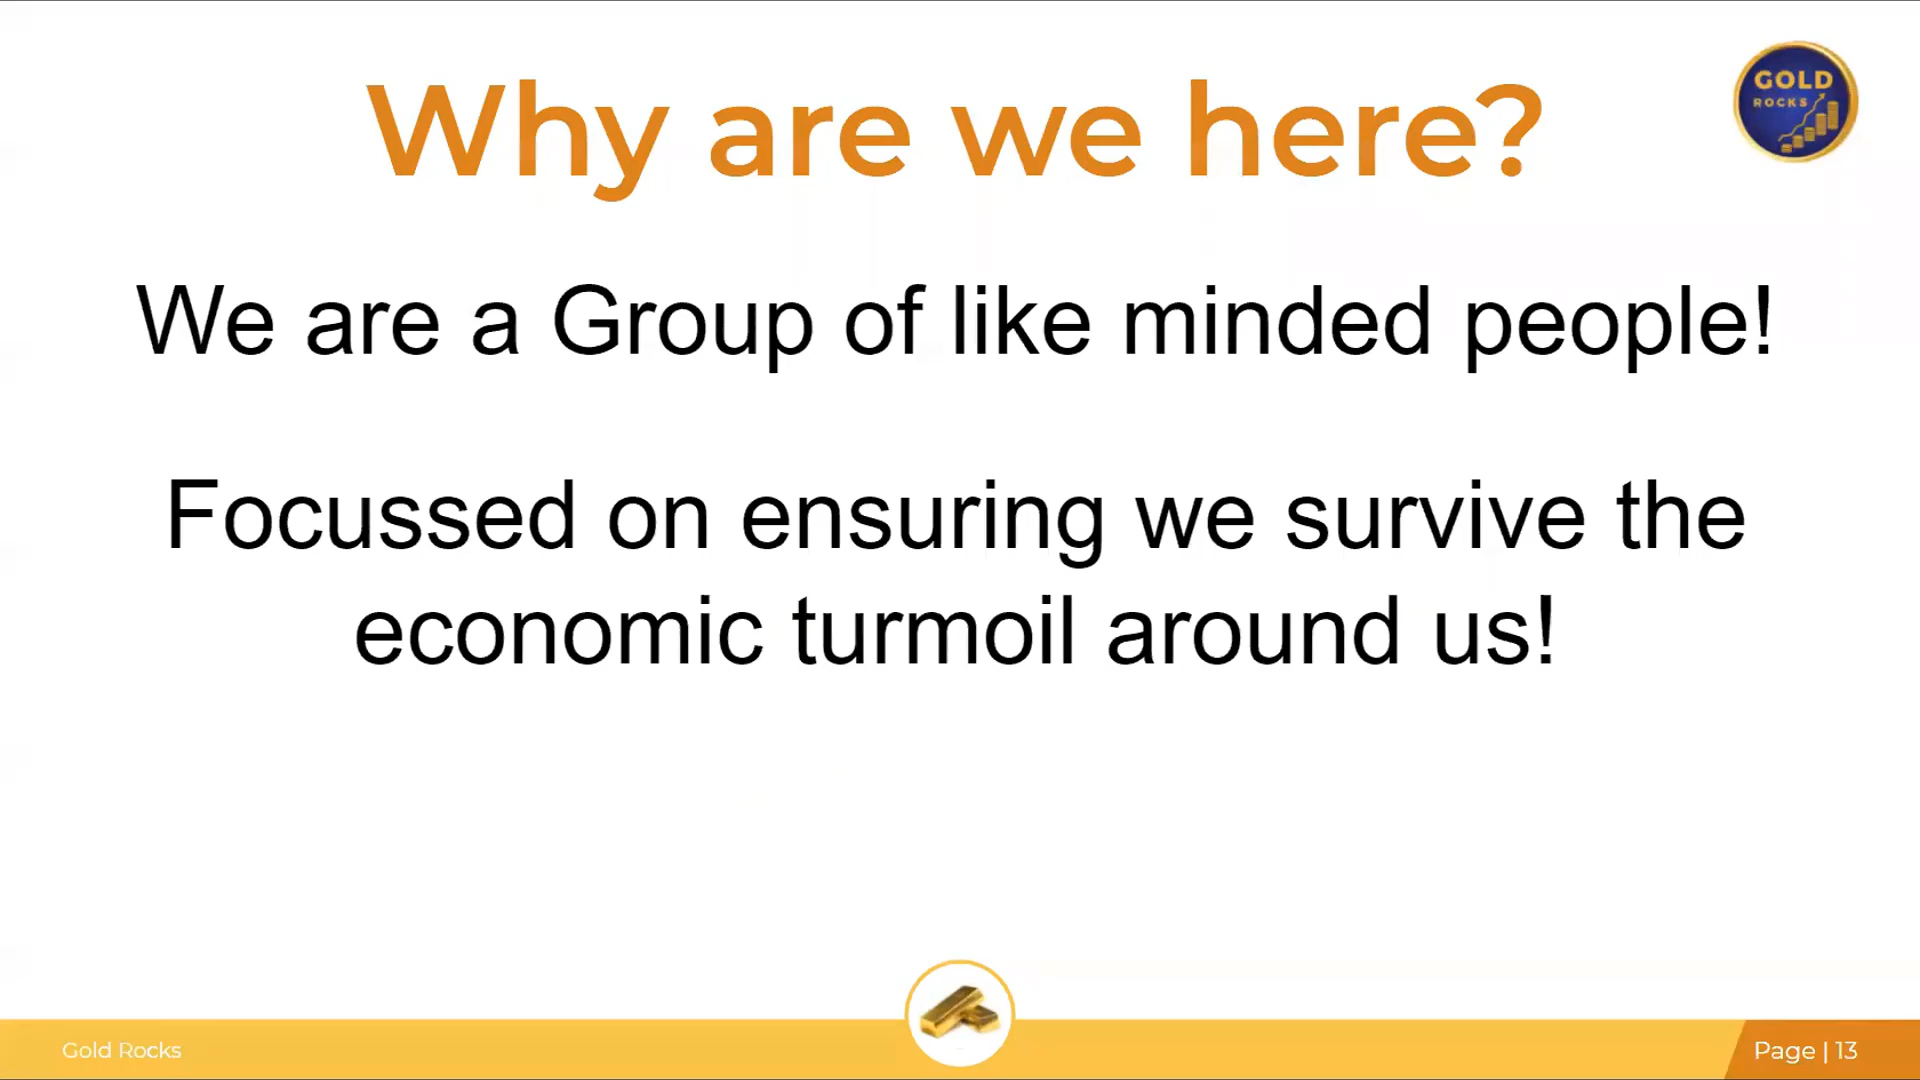 Why are we here?
GOLD
ROCKS
We are a Group of like minded people!
Focussed on ensuring we survive the
economic turmoil around us!
Gold Rocks
Page | 13